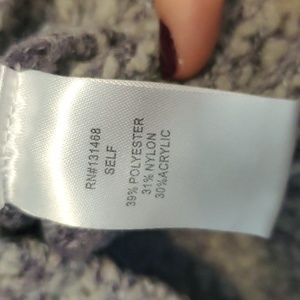 RN#131468
SELF
39% POLYESTER
31% NYLON
30%ACRYLIC